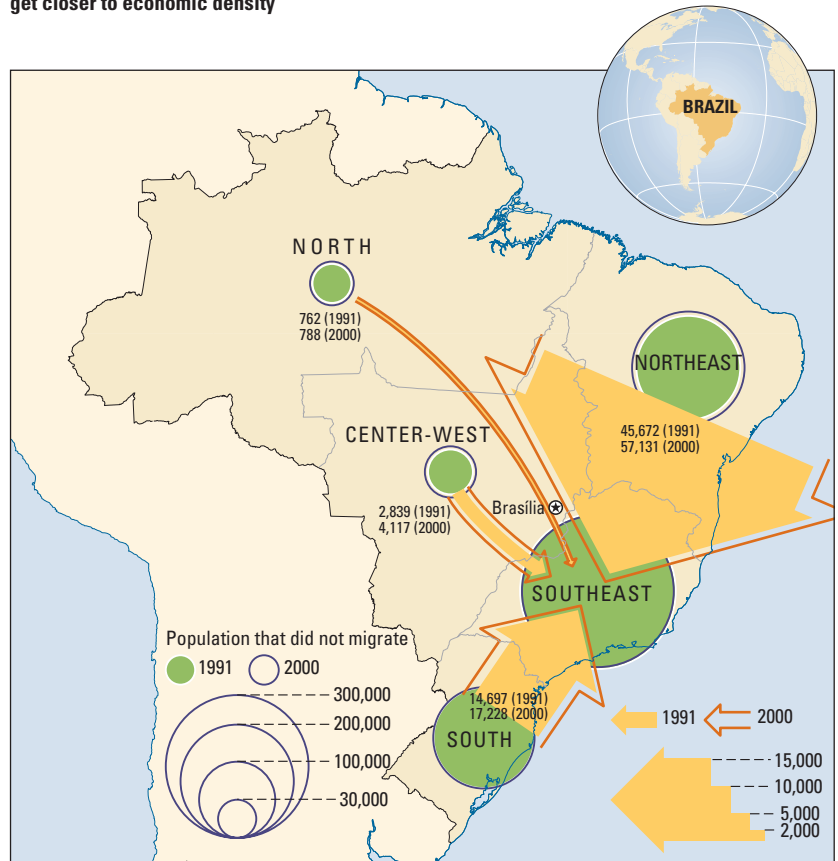 get closer to economic density
BRAZIL
NORTH
762 (1991)
788 (2000)
NORTHEAST
45,672 (1991)
57,131 (2000)
CENTER-WEST
2,839 (1991)
4,117 (2000)
Brasília
SOUTHEAST
Population that did not migrate
1991 2000
300,000
200,000
100,000
30,000
14,697 (1991)
17,228 (2000)
SOUTH
1991 2000
15,000
10,000
5,000
2,000